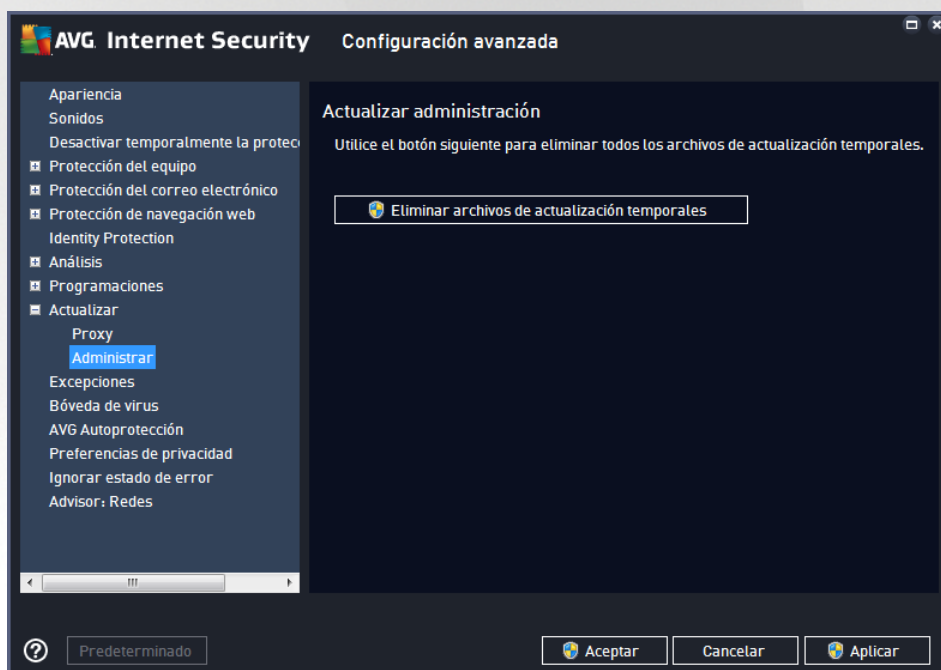 AVG. Internet Security Configuración avanzada
Apariencia
Sonidos
Desactivar temporalmente la protec
Protección del equipo
Protección del correo electrónico
Protección de navegación web
Identity Protection
Análisis
Programaciones
Actualizar
Proxy
Administrar
Excepciones
Bóveda de virus
AVG Autoprotección
Preferencias de privacidad
Ignorar estado de error
Advisor: Redes
Actualizar administración
Utilice el botón siguiente para eliminar todos los archivos de actualización temporales.
Eliminar archivos de actualización temporales
Predeterminado
Aceptar
Cancelar
Aplicar